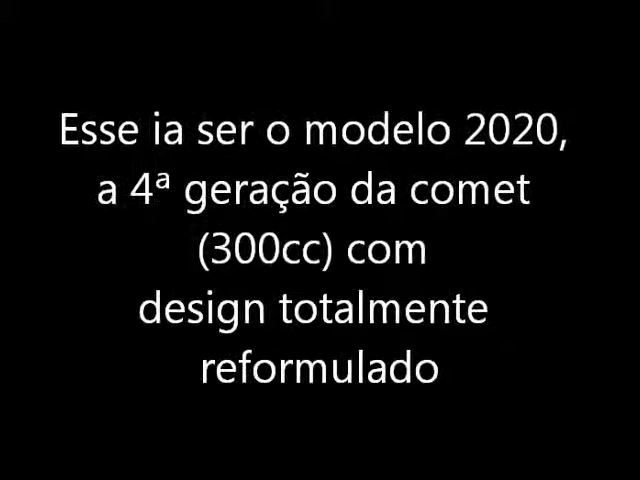 Esse ia ser o modelo 2020,
a 4ª geração da comet
(300cc) com
design totalmente
reformulado